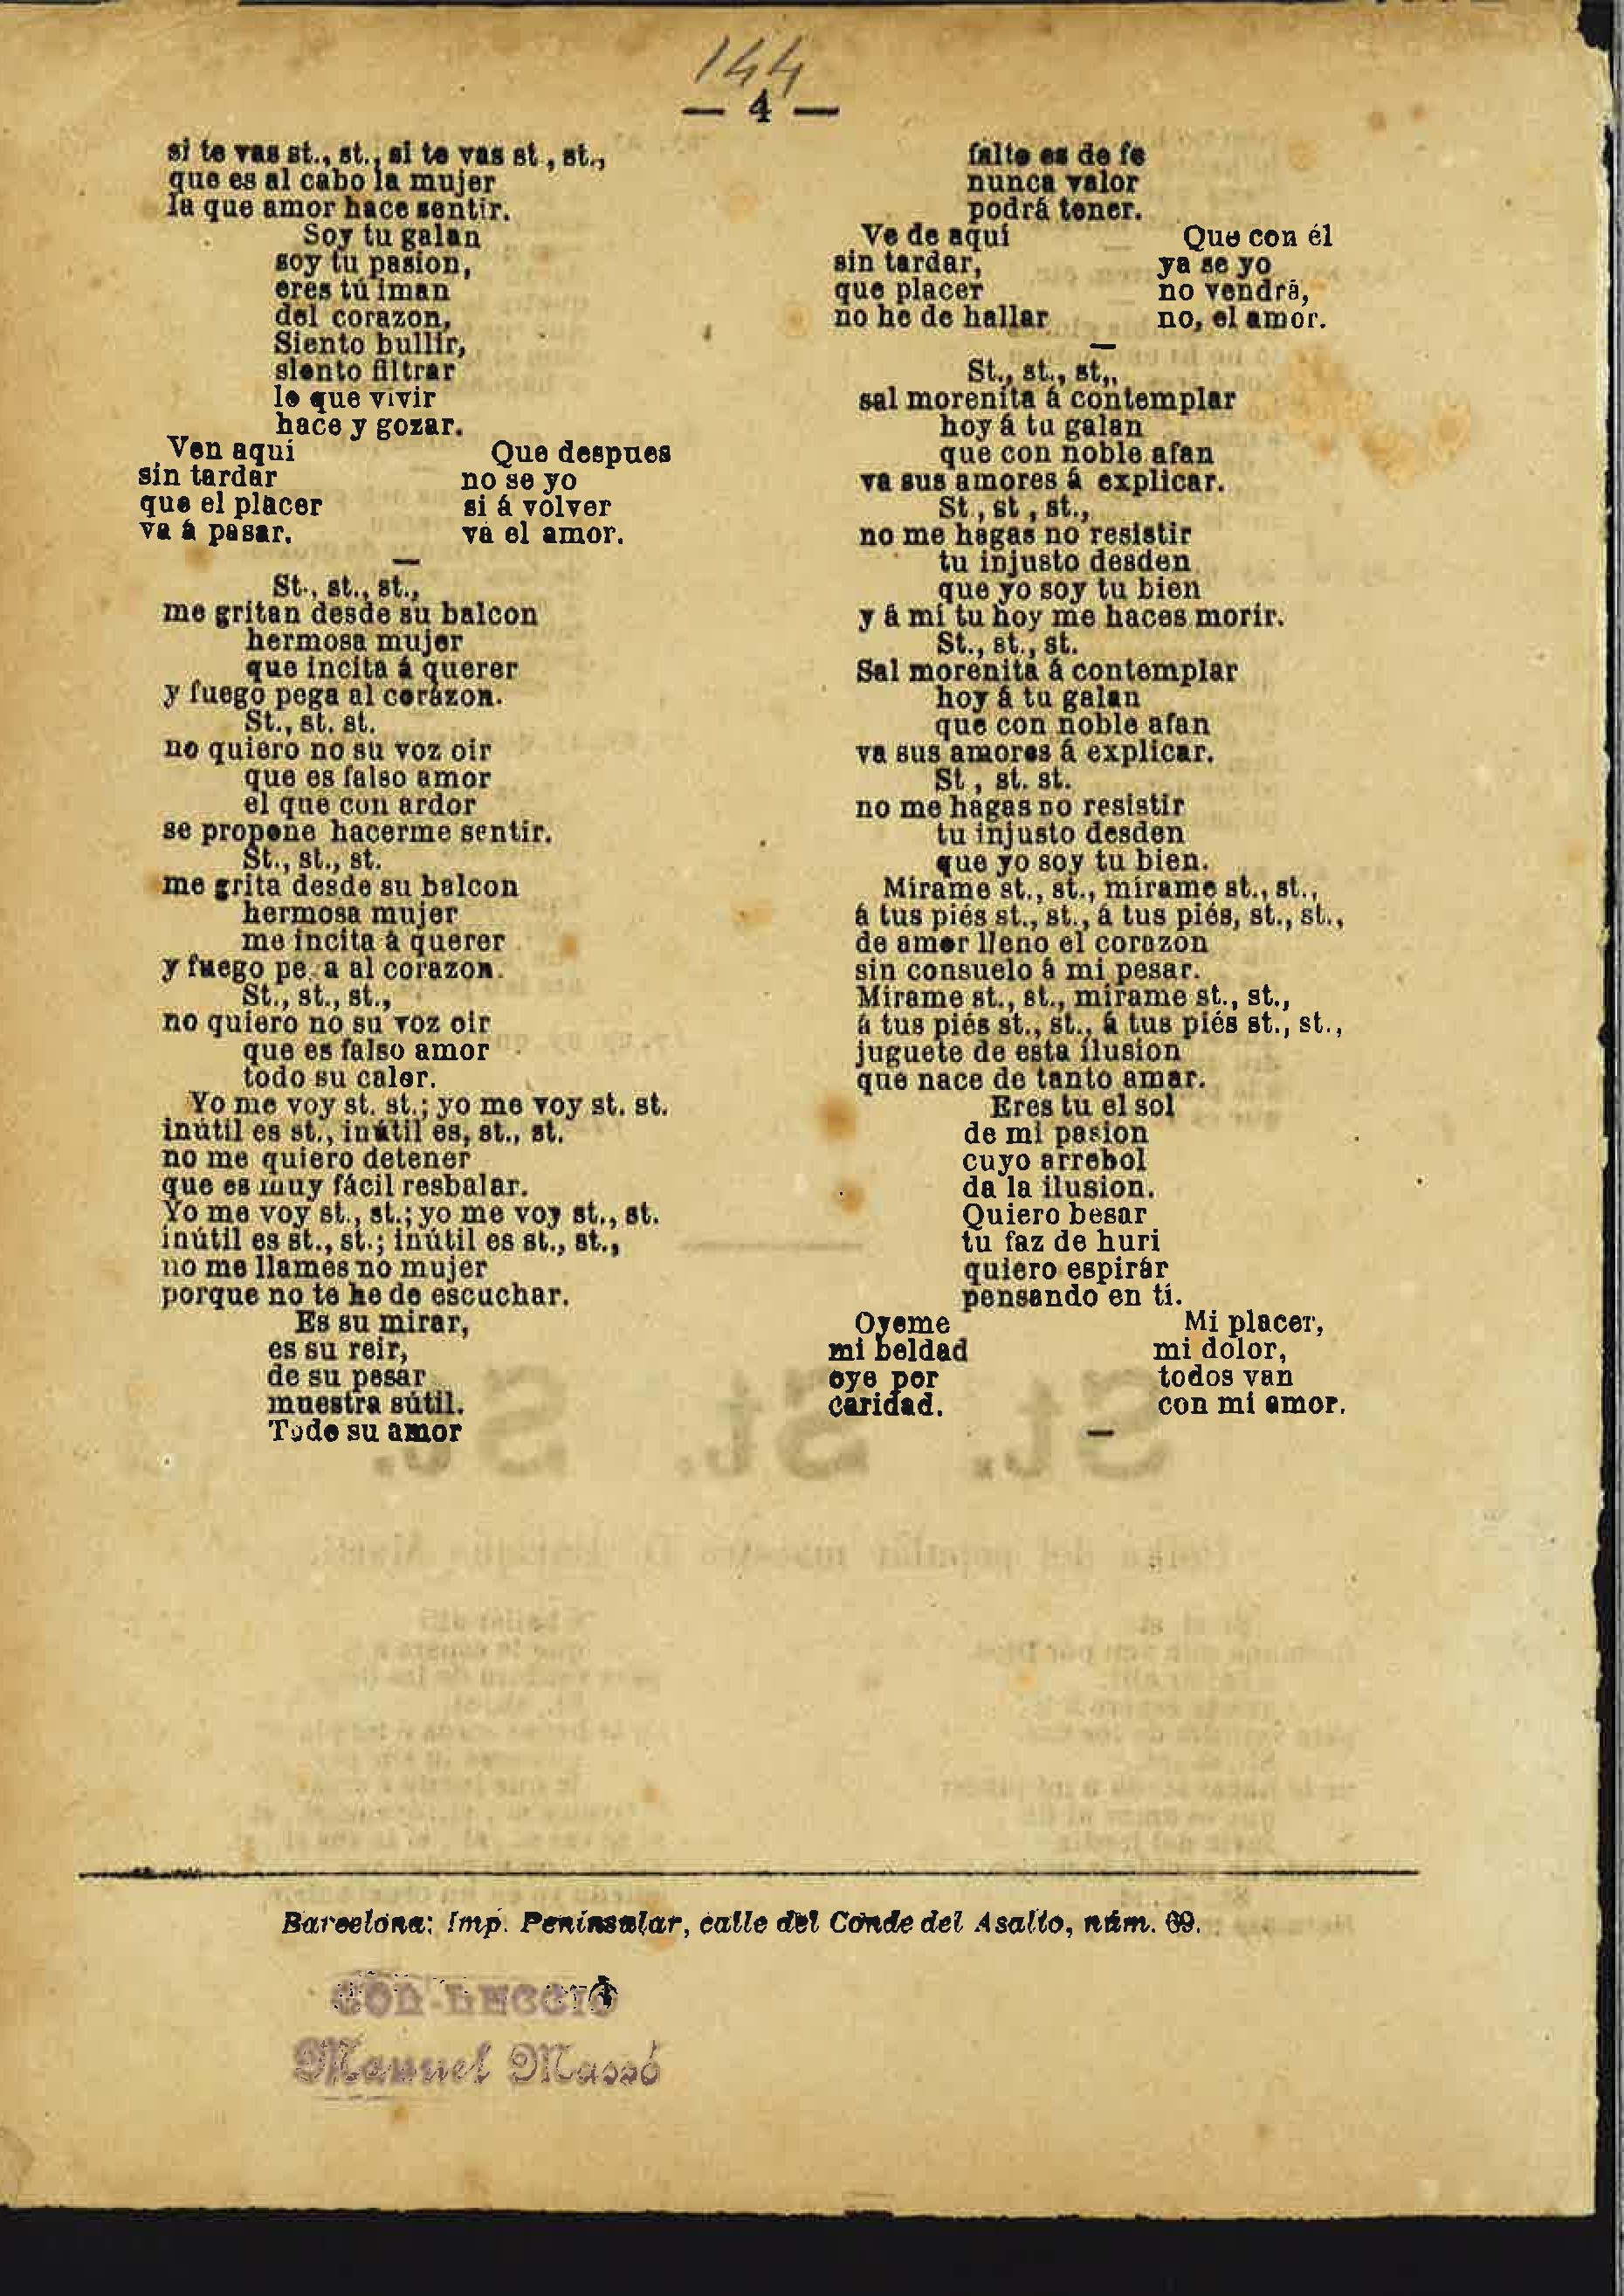 144
— 4 —
si te vas st., st., si te vas st., st.,
que es al cabo la mujer
la que amor hace sentir.
Soy tu galan
soy tu pasion,
eres tú iman
del corazon,
Siento bullir,
siento filtrar
lo que vivir
hace y gozar.
Ven aqui
sin tardar
que el placer
va á pasar.
Que despues
no se yo
si á volver
va el amor.
—
St., st., st.,
me gritan desde su balcon
hermosa mujer
que incita á querer
y fuego pega al corazon.
St., st. st.
no quiero no su voz oir
que es falso amor
el que con ardor
se propone hacerme sentir.
St., st., st.
me grita desde su balcon
hermosa mujer
me incita á querer
y fuego pe a al corazon.
St., st., st.,
no quiero no su voz oir
que es falso amor
todo su calor.
Yo me voy st. st.; yo me voy st. st.
inútil es st., inútil es, st., st.
no me quiero detener
que es muy fácil resbalar.
Yo me voy st., st.; yo me voy st., st.
inútil es st., st.; inútil es st., st.,
no me llames no mujer
porque no te he de escuchar.
Es su mirar,
es su reir,
de su pesar
muestra sútil.
Todo su amor
falto es de fe
nunca valor
podrá tener.
Ve de aqui
sin tardar,
que placer
no he de hallar
Que con él
ya se yo
no vendrá,
no, el amor.
—
St., st., st,.
sal morenita á contemplar
hoy á tu galan
que con noble afan
va sus amores á explicar.
St., st , st.,
no me hagas no resistir
tu injusto desden
que yo soy tu bien
y á mi tu hoy me haces morir.
St., st., st.
Sal morenita á contemplar
hoy á tu galan
que con noble afan
va sus amores á explicar.
St , st. st.
no me hagas no resistir
tu injusto desden
que yo soy tu bien.
Mírame st., st., mírame st., st.,
á tus piés st., st., á tus piés, st., st.,
de amor lleno el corazon
sin consuelo á mi pesar.
Mírame st., st., mírame st., st.,
á tus piés st., st., á tus piés st., st.,
juguete de esta ilusion
que nace de tanto amar.
Eres tu el sol
de mi pasion
cuyo arrebol
da la ilusion.
Quiero besar
tu faz de huri
quiero espirár
pensando en tí.
Oyeme
mi beldad
oye por
caridad.
Mi placer,
mi dolor,
todos van
con mi amor.
—
Barcelona: Imp. Peninsular, calle del Conde del Asalto, núm. 69.
COL·LECCIÓ
Manuel Massó